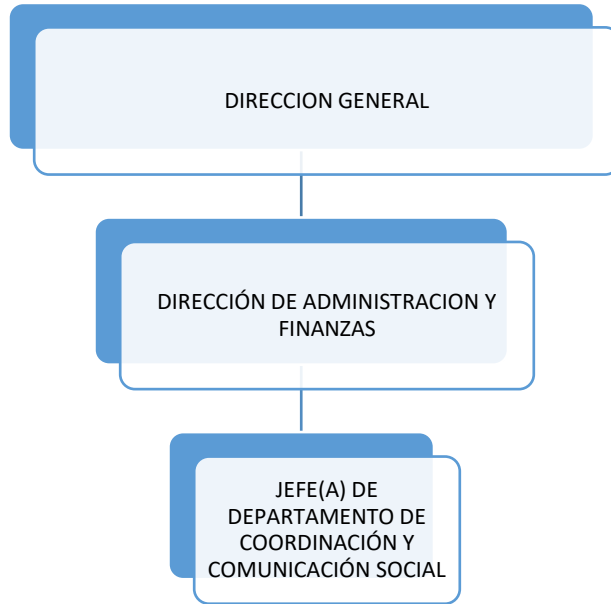 DIRECCION GENERAL
DIRECCIÓN DE ADMINISTRACION Y
FINANZAS
JEFE(A) DE
DEPARTAMENTO DE
COORDINACIÓN Y
COMUNICACIÓN SOCIAL